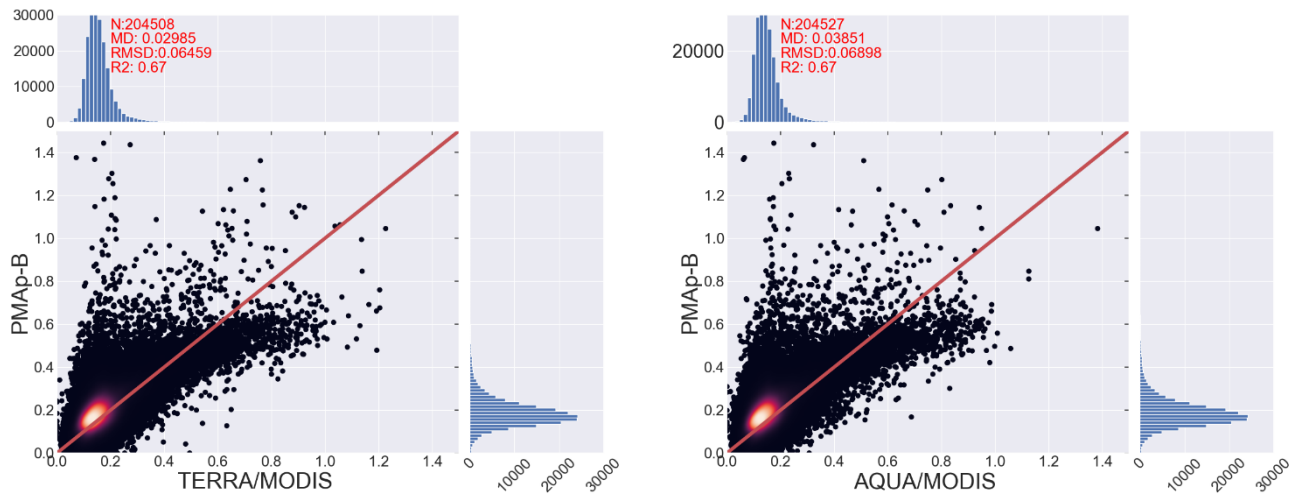 30000
20000
10000
0
N:204508
MD: 0.02985
RMSD:0.06459
R2: 0.67
1.4
1.2
1.0
0.8
0.6
0.4
0.2
0.0
PMAp-B
0.0 0.2 0.4 0.6 0.8 1.0 1.2 1.4
TERRA/MODIS
0 10000 20000 30000
20000
0
N:204527
MD: 0.03851
RMSD:0.06898
R2: 0.67
1.4
1.2
1.0
0.8
0.6
0.4
0.2
0.0
PMAp-B
0.0 0.2 0.4 0.6 0.8 1.0 1.2 1.4
AQUA/MODIS
0 10000 20000 30000